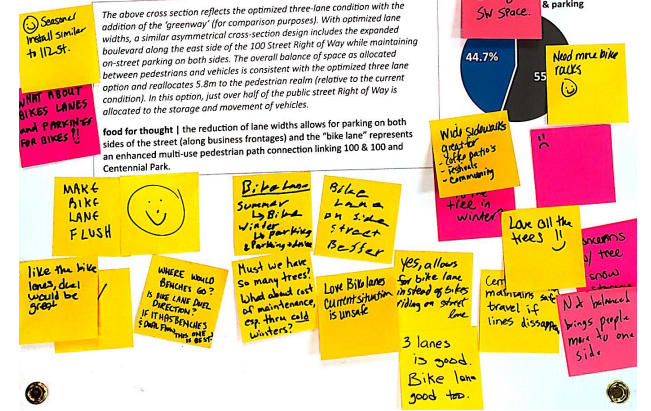 The above cross section reflects the optimized three-lane condition with the
addition of the 'greenway' (for comparison purposes). With optimized lane
widths, a similar asymmetrical cross-section design includes the expanded
boulevard along the east side of the 100 Street Right of Way while maintaining
on-street parking on both sides. The overall balance of space as allocated
between pedestrians and vehicles is consistent with the optimized three lane
option and reallocates 5.8m to the pedestrian realm (relative to the current
condition). In this option, just over half of the public street Right of Way is
allocated to the storage and movement of vehicles.
food for thought | the reduction of lane widths allows for parking on both
sides of the street (along business frontages) and the "bike lane" represents
an enhanced multi-use pedestrian path connection linking 100 & 100 and
Centennial Park.
Seasonal
install similar
to 112 St.
WHAT ABOUT
BIKES LANES
and PARKING
FOR BIKES!!
SW SPACE.
& parking
44.7%
55
Need more bike
racks
Wide Sidewalks
great for
- coffee patio's
- festivals
- community
tree in
winter
MAKE
BIKE
LANE
FLUSH
Bike Lane
Summer
↳ Bike
Winter
↳ parking
Bike
Lane
on side
street
Better
Love all the
trees!!
concerns
w/ tree
snow
like the bike
lanes, duel
would be
great
WHERE WOULD
BENCHES GO?
IS BIKE LANE DUEL
DIRECTION?
IF IT HAS BENCHES
THIS ONE
IS BEST
Must we have
so many trees?
What about cost
of maintenance,
esp. thru cold
winters?
Love Bike lanes
Current situation
is unsafe
Yes, allows
for bike lane
instead of bikes
riding on street
lane
3 lanes
is good.
Bike lane
good too.
maintains safe
travel if
lines disappear
Not balanced
brings people
more to one
side